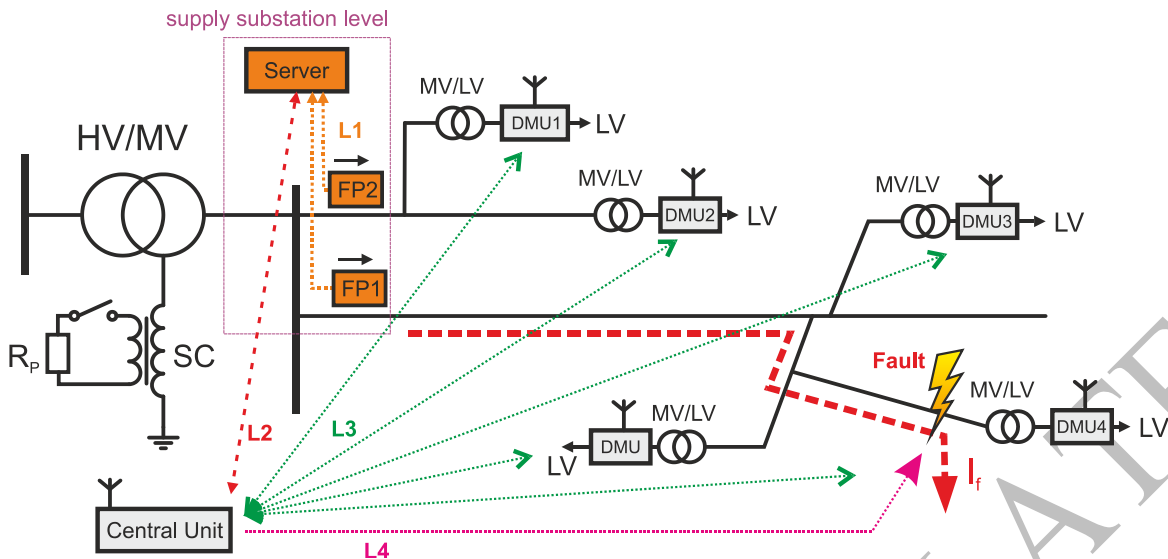 supply substation level
Server
MV/LV
DMU1
LV
L1
HV/MV
FP2
MV/LV
DMU2
LV
MV/LV
DMU3
LV
FP1
RP
SC
Fault
MV/LV
DMU4
LV
L2
L3
DMU
MV/LV
LV
If
Central Unit
L4